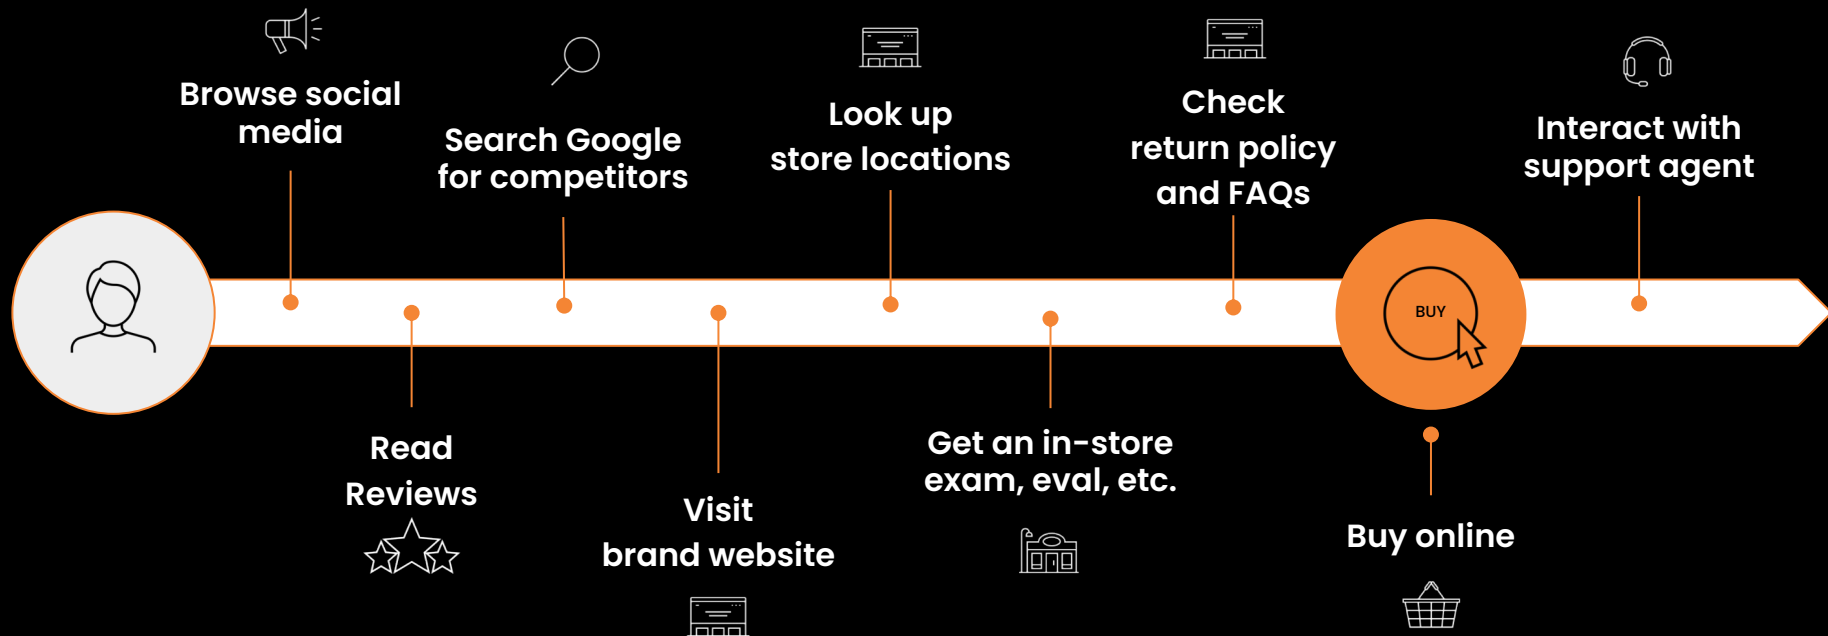 Browse social
media
Read
Reviews
Search Google
for competitors
Visit
brand website
Look up
store locations
Get an in-store
exam, eval, etc.
Check
return policy
and FAQs
BUY
Buy online
Interact with
support agent